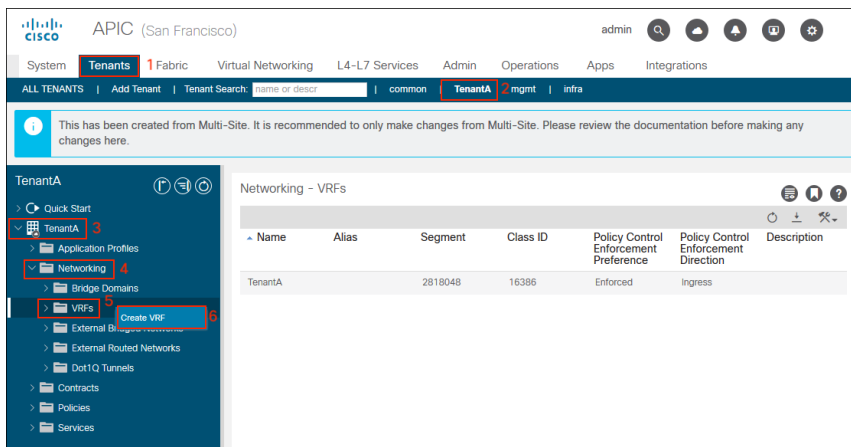 CISCO
APIC (San Francisco)
admin
System Tenants 1 Fabric Virtual Networking L4-L7 Services Admin Operations Apps Integrations
ALL TENANTS | Add Tenant | Tenant Search: name or descr | common | TenantA 2 mgmt | infra
i
This has been created from Multi-Site. It is recommended to only make changes from Multi-Site. Please review the documentation before making any
changes here.
TenantA
Quick Start
TenantA 3
Application Profiles
Networking 4
Bridge Domains
VRFs 5
Create VRF 6
External Routed Networks
Dot1Q Tunnels
Contracts
Policies
Services
Networking - VRFs
?
Name Alias Segment Class ID Policy Control Enforcement Preference Policy Control Enforcement Direction Description
TenantA 2818048 16386 Enforced Ingress